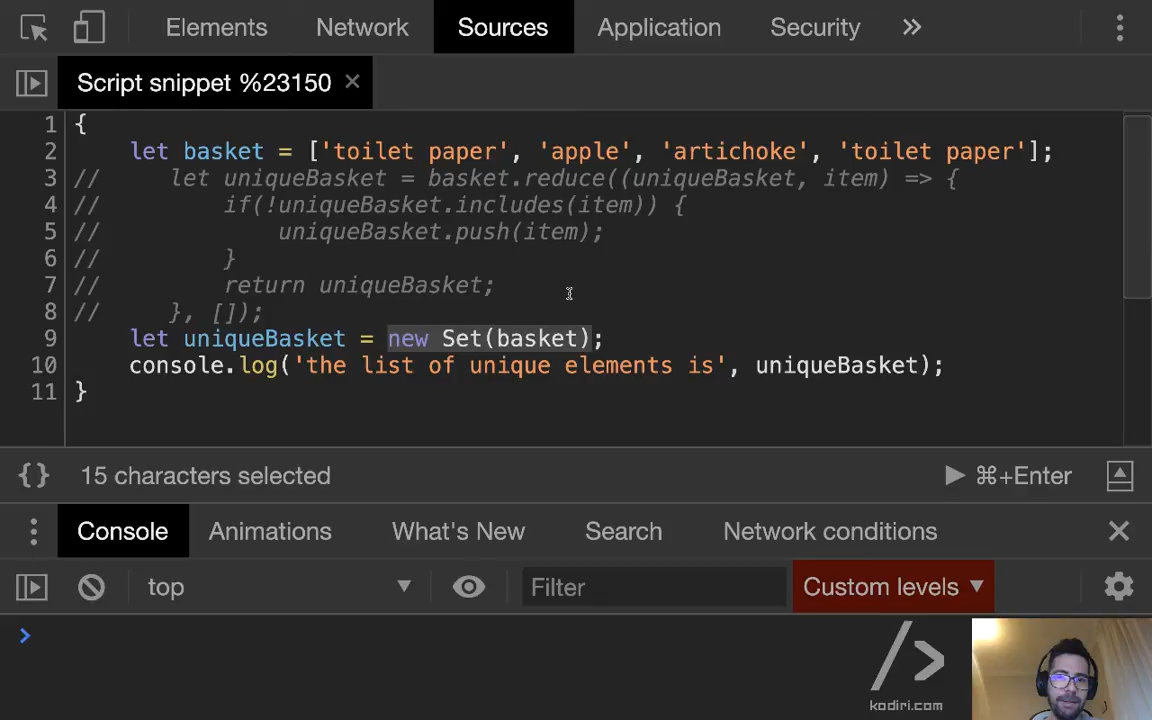 Elements Network Sources Application Security »
Script snippet %23150 ×
1 {
2 let basket = ['toilet paper', 'apple', 'artichoke', 'toilet paper'];
3 // let uniqueBasket = basket.reduce((uniqueBasket, item) => {
4 // if(!uniqueBasket.includes(item)) {
5 // uniqueBasket.push(item);
6 // }
7 // return uniqueBasket;
8 // }, []);
9 let uniqueBasket = new Set(basket);
10 console.log('the list of unique elements is', uniqueBasket);
11 }
{} 15 characters selected ⌘+Enter
Console Animations What's New Search Network conditions
top Filter Custom levels
>
</>
kodiri.com